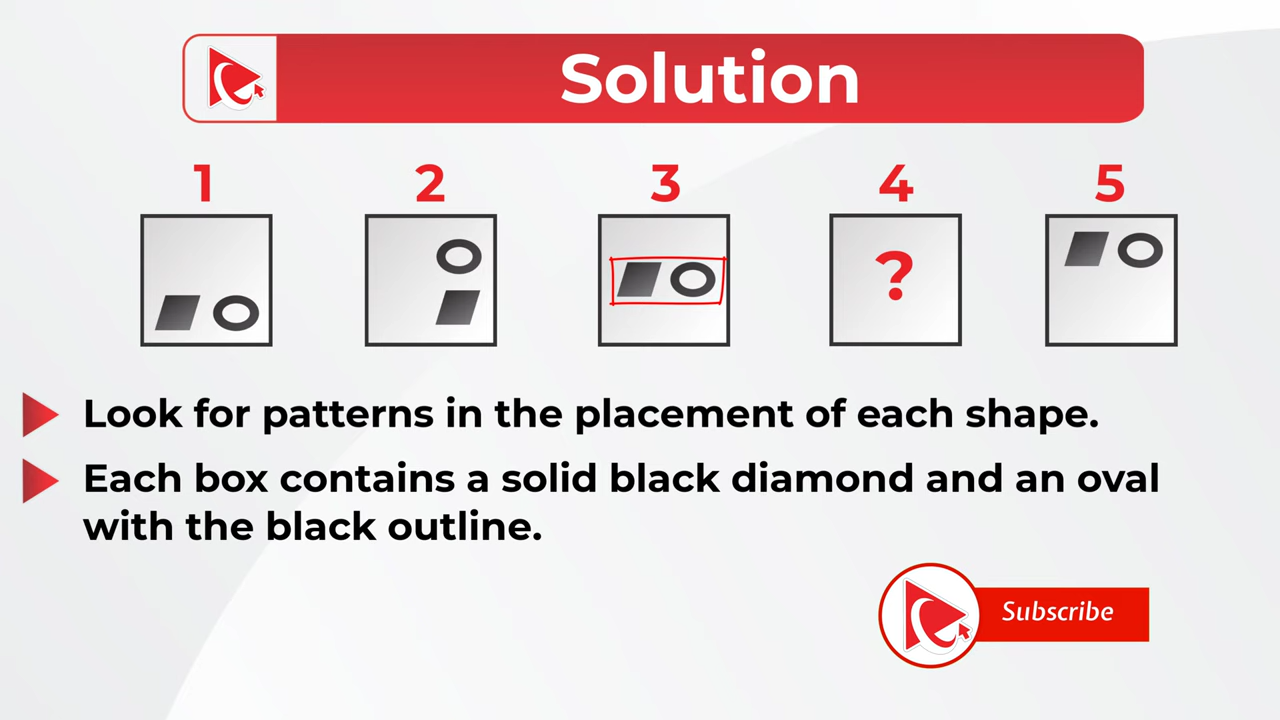 Solution
1 2 3 4 5
?
Look for patterns in the placement of each shape.
Each box contains a solid black diamond and an oval
with the black outline.
Subscribe